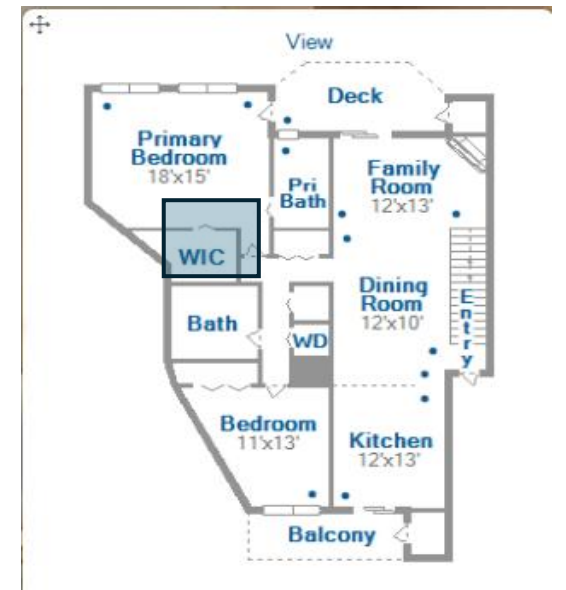 View
Deck
Primary
Bedroom
18'x15'
Pri
Bath
Family
Room
12'x13'
WIC
Dining
Room
12'x10'
Entry
Bath
WD
Bedroom
11'x13'
Kitchen
12'x13'
Balcony